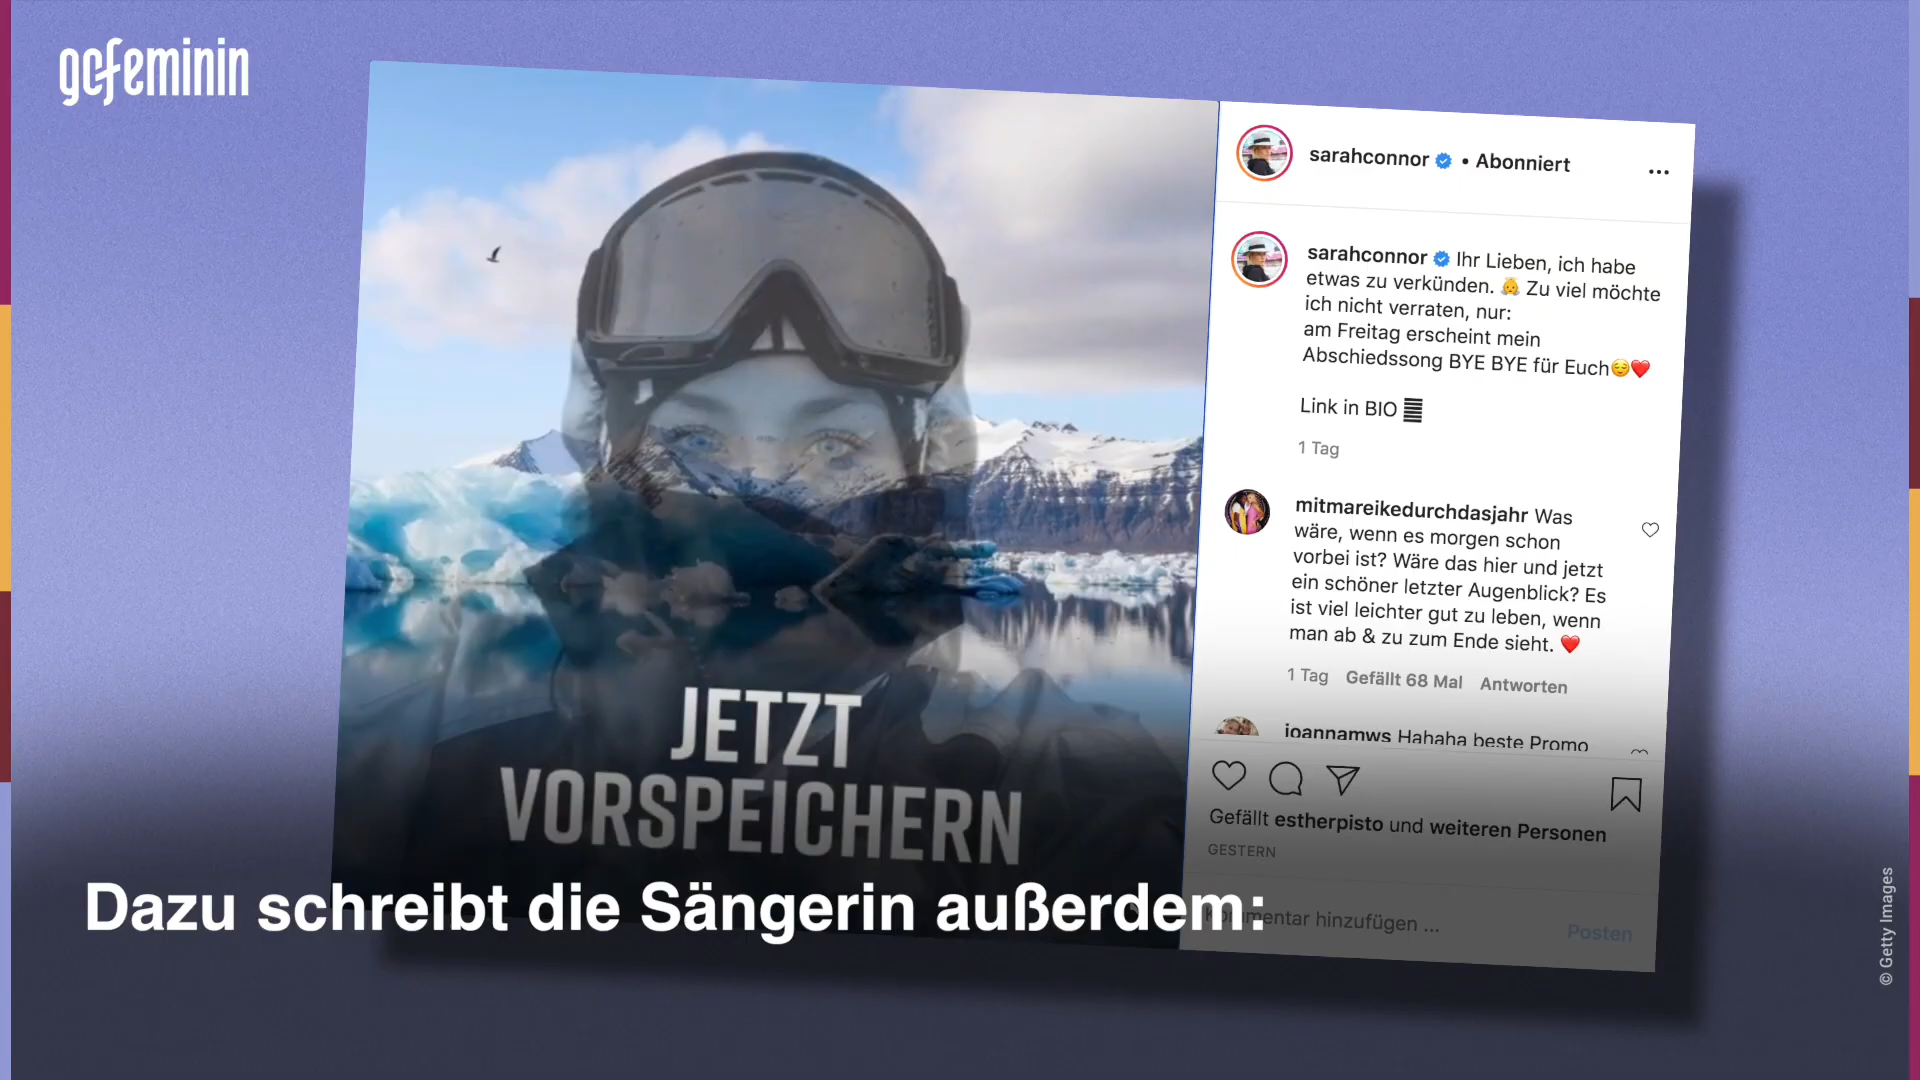 gofeminin
sarahconnor • Abonniert
sarahconnor Ihr Lieben, ich habe
etwas zu verkünden. Zu viel möchte
ich nicht verraten, nur:
am Freitag erscheint mein
Abschiedssong BYE BYE für Euch😌❤️
Link in BIO
1 Tag
mitmareikedurchdasjahr Was
wäre, wenn es morgen schon
vorbei ist? Wäre das hier und jetzt
ein schöner letzter Augenblick? Es
ist viel leichter gut zu leben, wenn
man ab & zu zum Ende sieht. ❤️
1 Tag Gefällt 68 Mal Antworten
joannamws Hahaha beste Promo
Gefällt estherpisto und weiteren Personen
GESTERN
Kommentar hinzufügen ...
Posten
JETZT
VORSPEICHERN
Dazu schreibt die Sängerin außerdem:
© Getty Images